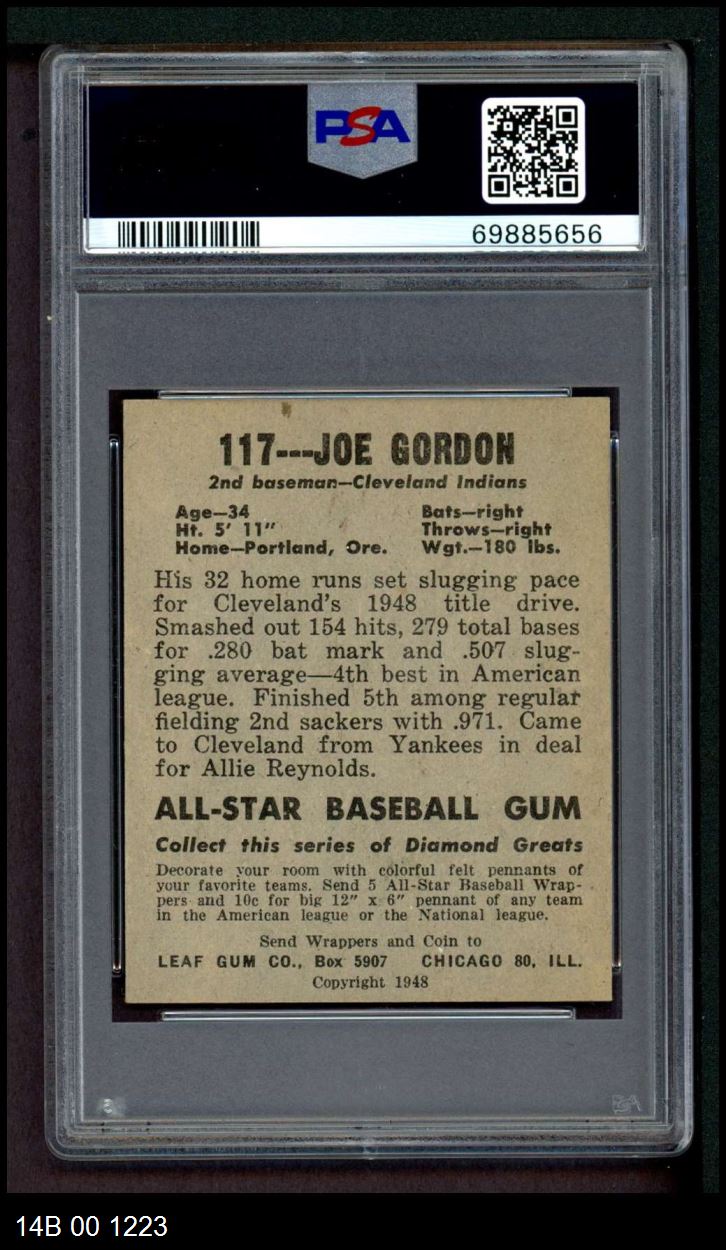 PSA
69885656
117---JOE GORDON
2nd baseman—Cleveland Indians
Age—34 Bats—right
Ht. 5' 11" Throws—right
Home—Portland, Ore. Wgt.—180 lbs.
His 32 home runs set slugging pace
for Cleveland's 1948 title drive.
Smashed out 154 hits, 279 total bases
for .280 bat mark and .507 slug-
ging average—4th best in American
league. Finished 5th among regular
fielding 2nd sackers with .971. Came
to Cleveland from Yankees in deal
for Allie Reynolds.
ALL-STAR BASEBALL GUM
Collect this series of Diamond Greats
Decorate your room with colorful felt pennants of
your favorite teams. Send 5 All-Star Baseball Wrap-
pers and 10c for big 12" x 6" pennant of any team
in the American league or the National league.
Send Wrappers and Coin to
LEAF GUM CO., Box 5907 CHICAGO 80, ILL.
Copyright 1948
PSA
14B 00 1223